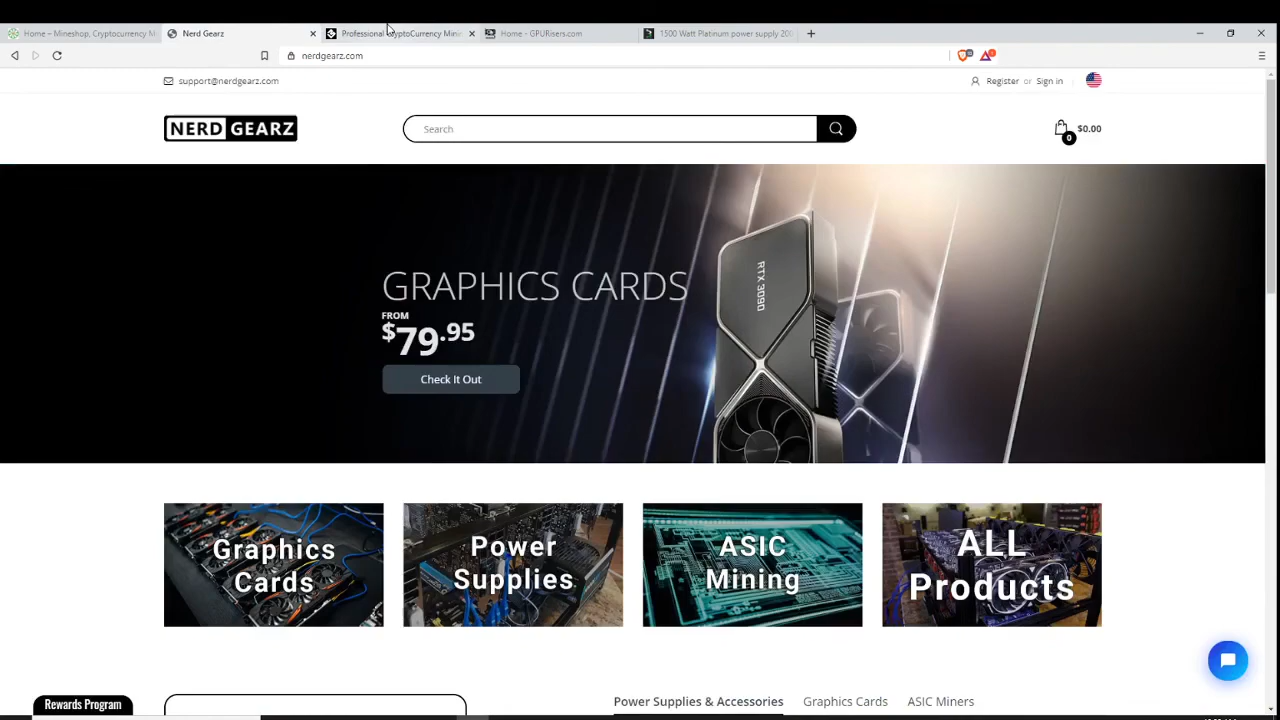 Home – Mineshop, Cryptocurrency M
Nerd Gearz
Professional CryptoCurrency Mini
Home - GPURisers.com
1500 Watt Platinum power supply 200
nerdgearz.com
support@nerdgearz.com
Register or Sign in
NERD GEARZ
Search
0
$0.00
GRAPHICS CARDS
FROM
$79.95
Check It Out
RTX 3090
Graphics
Cards
Power
Supplies
ASIC
Mining
ALL
Products
Rewards Program
Power Supplies & Accessories
Graphics Cards
ASIC Miners